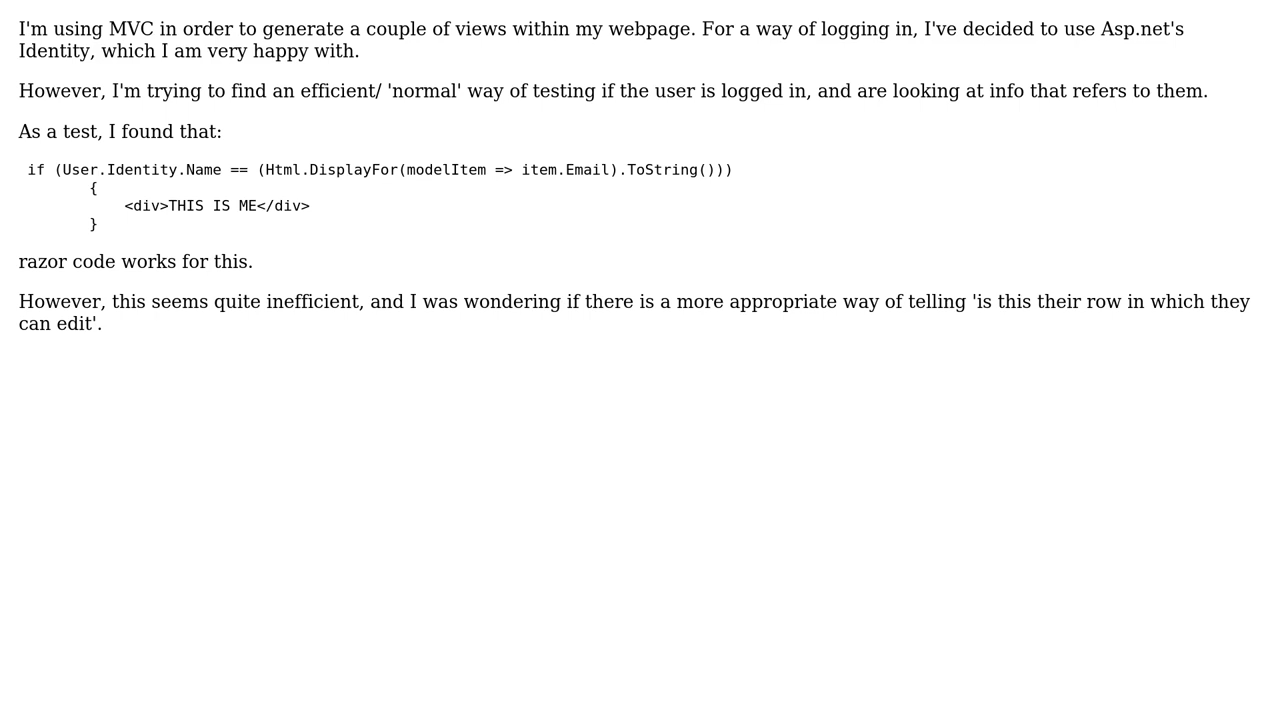 I'm using MVC in order to generate a couple of views within my webpage. For a way of logging in, I've decided to use Asp.net's
Identity, which I am very happy with.
However, I'm trying to find an efficient/ 'normal' way of testing if the user is logged in, and are looking at info that refers to them.
As a test, I found that:
if (User.Identity.Name == (Html.DisplayFor(modelItem => item.Email).ToString()))
{
<div>THIS IS ME</div>
}
razor code works for this.
However, this seems quite inefficient, and I was wondering if there is a more appropriate way of telling 'is this their row in which they
can edit'.